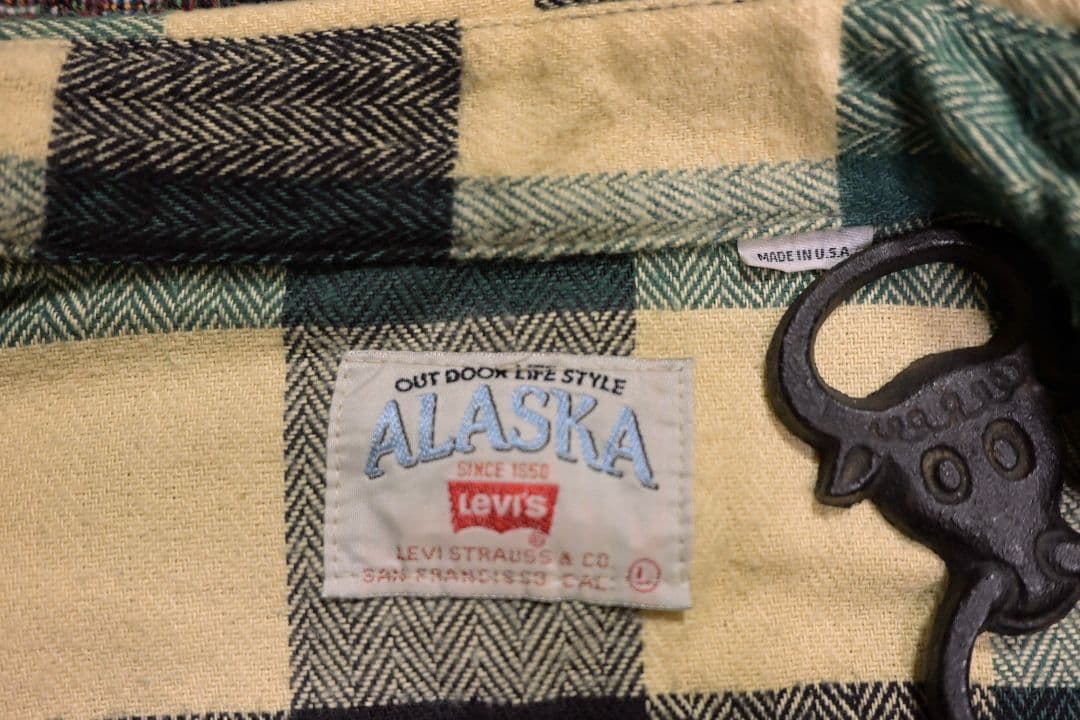 MADE IN U.S.A.
OUT DOOR LIFE STYLE
ALASKA
SINCE 1850
LEVI'S
®
LEVI STRAUSS & CO
SAN FRANCISCO CAL. L